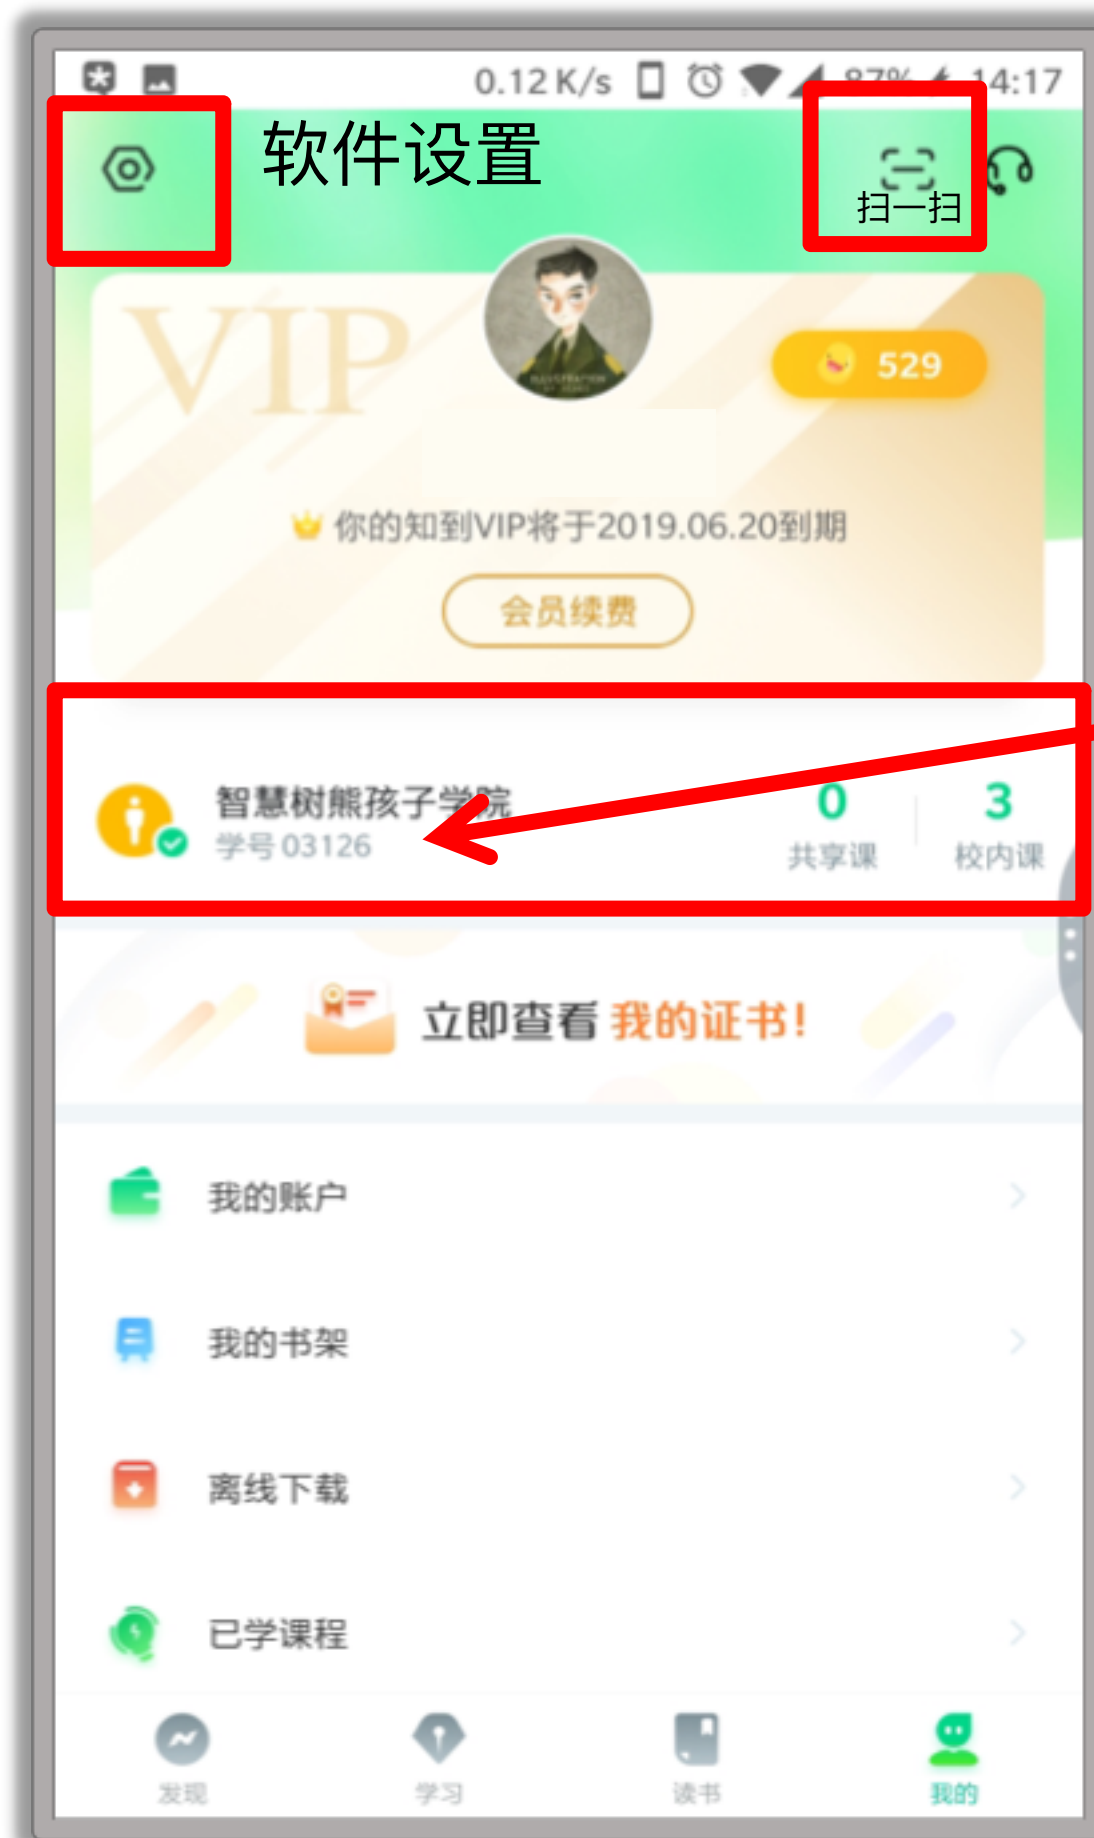 0.12 K/s 87% 14:17
软件设置
扫一扫
VIP
529
你的知到VIP将于2019.06.20到期
会员续费
智慧树熊孩子学院
学号 03126
0
共享课
3
校内课
立即查看 我的证书!
我的账户
我的书架
离线下载
已学课程
发现
学习
读书
我的